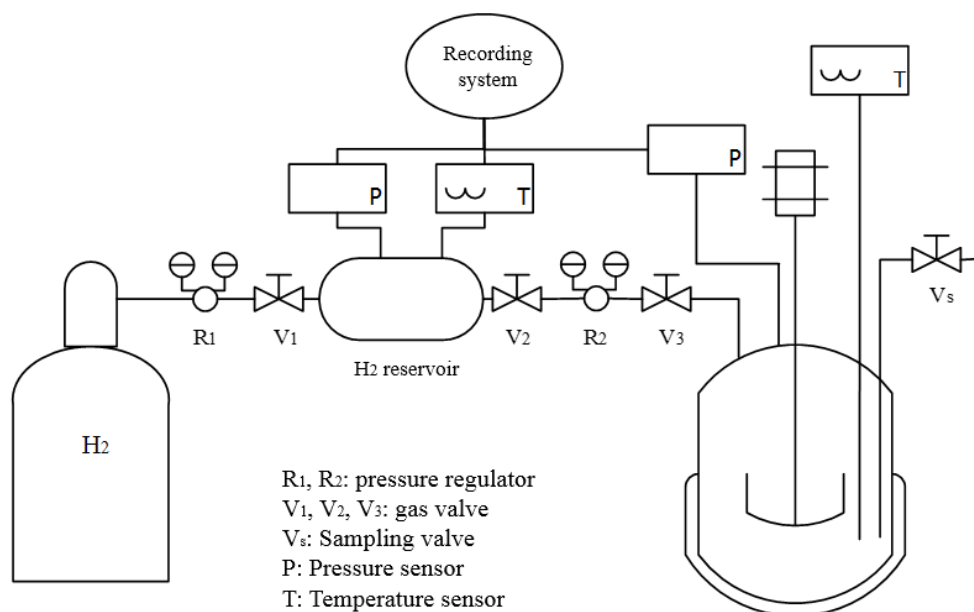 Recording
system
T
P
P
T
Vs
R1
V1
V2
R2
V3
H2 reservoir
H2
R1, R2: pressure regulator
V1, V2, V3: gas valve
Vs: Sampling valve
P: Pressure sensor
T: Temperature sensor